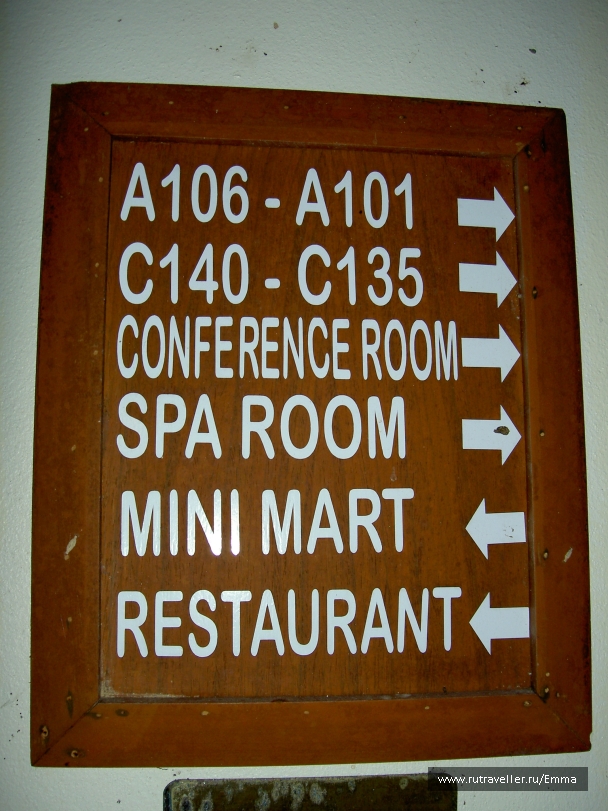 A106 - A101
C140 - C135
CONFERENCE ROOM
SPA ROOM
MINI MART
RESTAURANT
www.rutraveller.ru/Emma